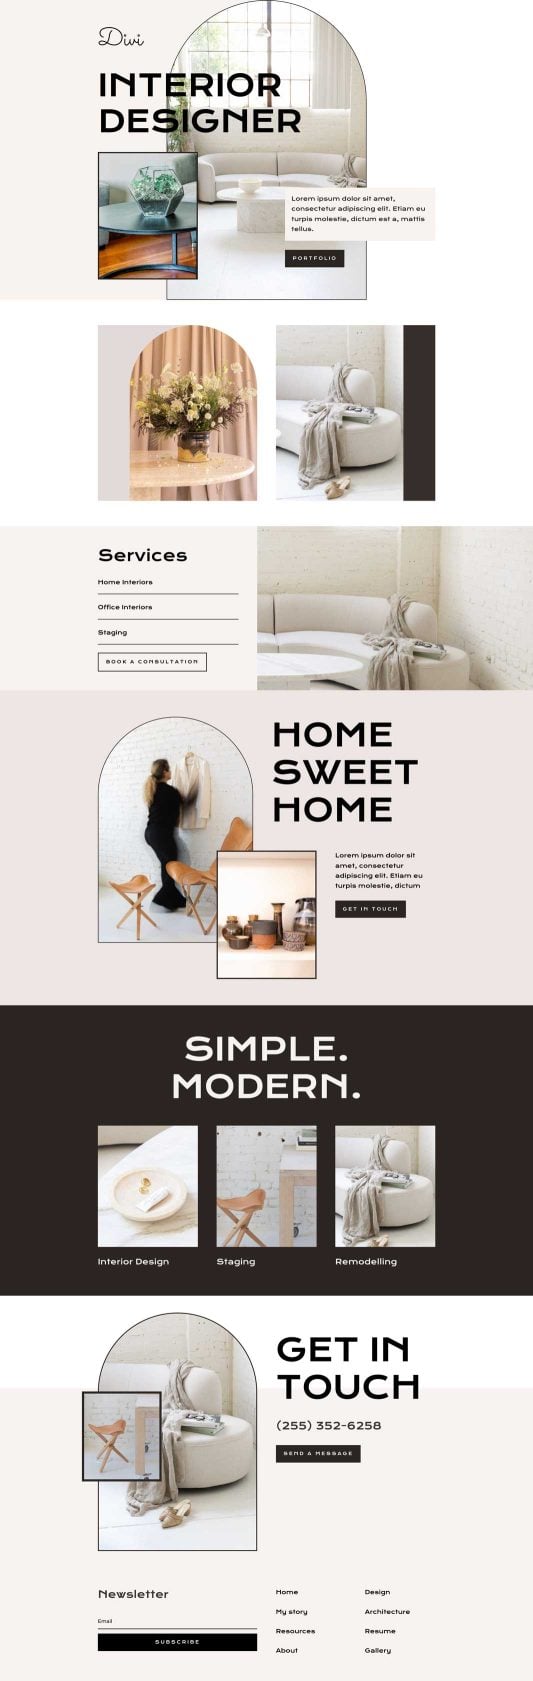 Divi
INTERIOR
DESIGNER
Lorem ipsum dolor sit amet,
consectetur adipiscing elit. Etiam eu
turpis molestie, dictum est a, mattis
tellus.
PORTFOLIO
Services
Home Interiors
Office Interiors
Staging
BOOK A CONSULTATION
HOME
SWEET
HOME
Lorem ipsum dolor sit
amet, consectetur
adipiscing elit. Etiam eu
turpis molestie, dictum
GET IN TOUCH
SIMPLE.
MODERN.
Interior Design
Staging
Remodelling
GET IN
TOUCH
(255) 352-6258
SEND A MESSAGE
Newsletter
Email
SUBSCRIBE
Home
My story
Resources
About
Design
Architecture
Resume
Gallery